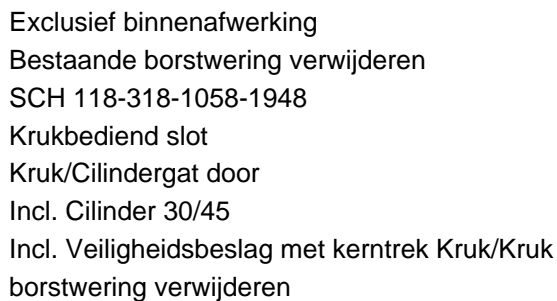 Exclusief binnenafwerking
Bestaande borstwering verwijderen
SCH 118-318-1058-1948
Krukbediend slot
Kruk/Cilindergat door
Incl. Cilinder 30/45
Incl. Veiligheidsbeslag met kerntrek Kruk/Kruk
borstwering verwijderen